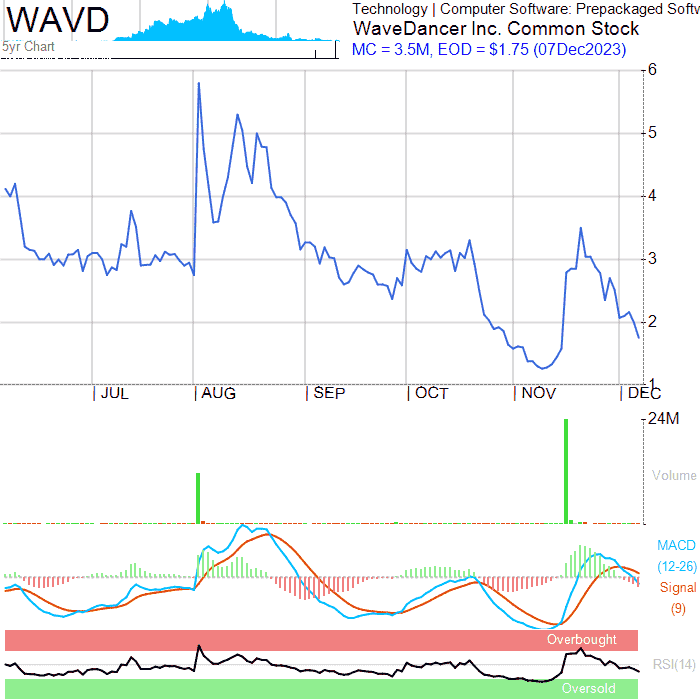 WAVD
5yr Chart
Technology | Computer Software: Prepackaged Softw
WaveDancer Inc. Common Stock
MC = 3.5M, EOD = $1.75 (07Dec2023)
6
5
4
3
2
1
JUL AUG SEP OCT NOV DEC
24M
Volume
MACD
(12-26)
Signal
(9)
Overbought
RSI(14)
Oversold